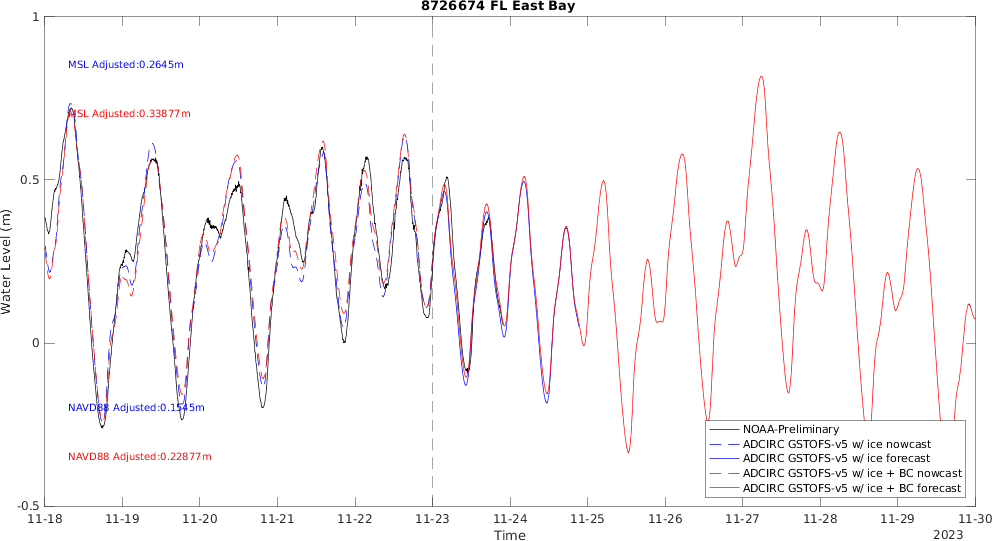 8726674 FL East Bay
1
MSL Adjusted:0.2645m
MSL Adjusted:0.33877m
0.5
Water Level (m)
0
NAVD88 Adjusted:0.1545m
NAVD88 Adjusted:0.22877m
-0.5
NOAA-Preliminary
ADCIRC GSTOFS-v5 w/ ice nowcast
ADCIRC GSTOFS-v5 w/ ice forecast
ADCIRC GSTOFS-v5 w/ ice + BC nowcast
ADCIRC GSTOFS-v5 w/ ice + BC forecast
11-18 11-19 11-20 11-21 11-22 11-23 11-24 11-25 11-26 11-27 11-28 11-29 11-30
Time
2023